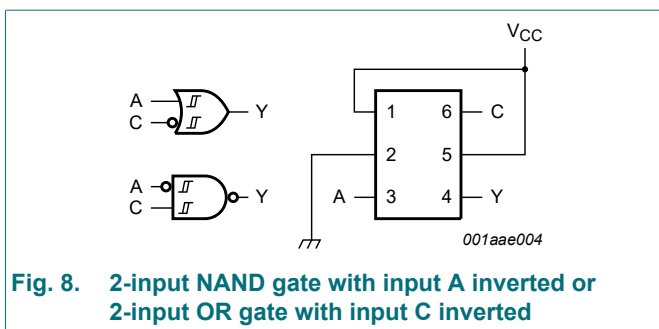 V_CC
A
C
Y
A
C
Y
1 6 C
2 5
A 3 4 Y
001aae004
Fig. 8. 2-input NAND gate with input A inverted or
2-input OR gate with input C inverted